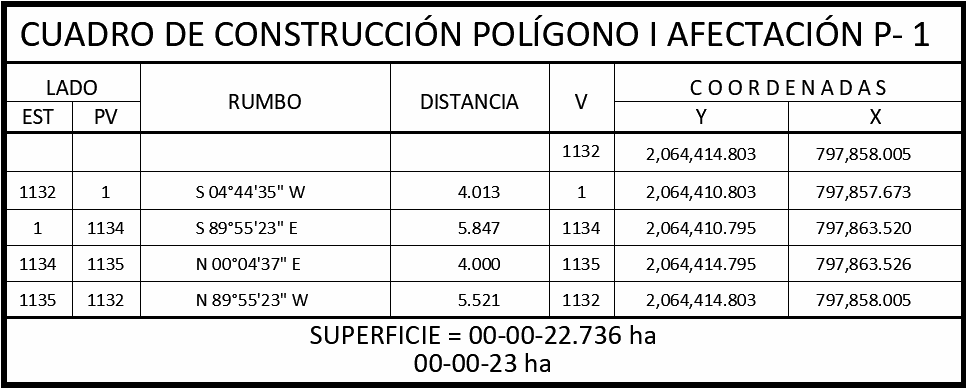 CUADRO DE CONSTRUCCIÓN POLÍGONO I AFECTACIÓN P- 1
LADO RUMBO DISTANCIA V C O O R D E N A D A S
EST PV Y X
1132 2,064,414.803 797,858.005
1132 1 S 04°44'35" W 4.013 1 2,064,410.803 797,857.673
1 1134 S 89°55'23" E 5.847 1134 2,064,410.795 797,863.520
1134 1135 N 00°04'37" E 4.000 1135 2,064,414.795 797,863.526
1135 1132 N 89°55'23" W 5.521 1132 2,064,414.803 797,858.005
SUPERFICIE = 00-00-22.736 ha
00-00-23 ha